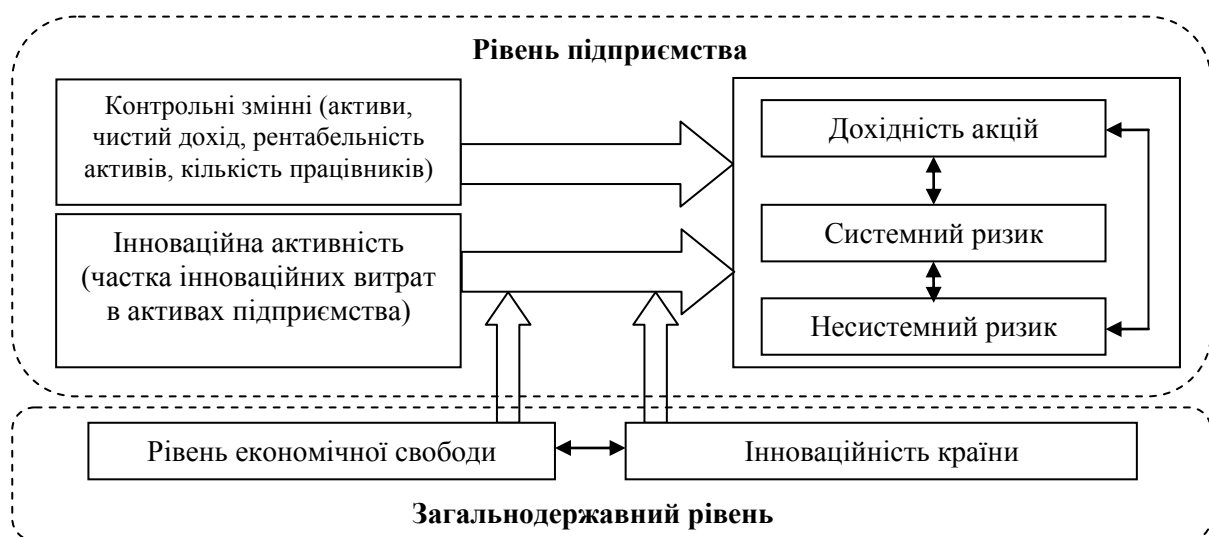 Рівень підприємства
Контрольні змінні (активи,
чистий дохід, рентабельність
активів, кількість працівників)
Інноваційна активність
(частка інноваційних витрат
в активах підприємства)
Дохідність акцій
Системний ризик
Несистемний ризик
Рівень економічної свободи
Інноваційність країни
Загальнодержавний рівень